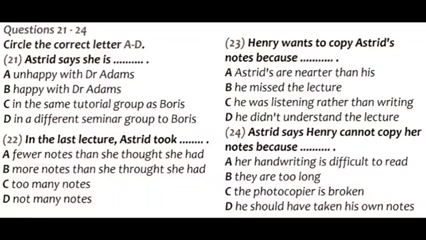 Questions 21 - 24
Circle the correct letter A-D.
(21) Astrid says she is .......... .
A unhappy with Dr Adams
B happy with Dr Adams
C in the same tutorial group as Boris
D in a different seminar group to Boris
(22) In the last lecture, Astrid took ........ .
A fewer notes than she thought she had
B more notes than she throught she had
C too many notes
D not many notes
(23) Henry wants to copy Astrid's
notes because ........... .
A Astrid's are nearter than his
B he missed the lecture
C he was listening rather than writing
D he didn't understand the lecture
(24) Astrid says Henry cannot copy her
notes because .......... .
A her handwriting is difficult to read
B they are too long
C the photocopier is broken
D he should have taken his own notes